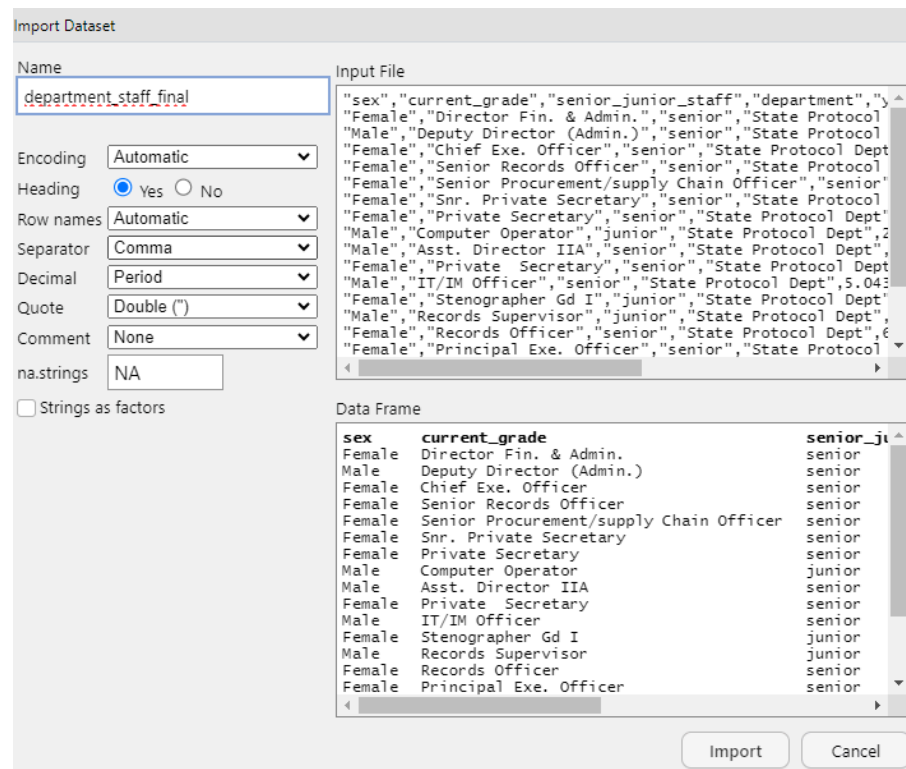 Import Dataset
Name
department_staff_final
Encoding Automatic
Heading Yes No
Row names Automatic
Separator Comma
Decimal Period
Quote Double (")
Comment None
na.strings NA
Strings as factors
Input File
"sex","current_grade","senior_junior_staff","department","y
"Female","Director Fin. & Admin.","senior","State Protocol
"Male","Deputy Director (Admin.)","senior","State Protocol
"Female","Chief Exe. Officer","senior","State Protocol Dept
"Female","Senior Records Officer","senior","State Protocol
"Female","Senior Procurement/supply Chain Officer","senior"
"Female","Snr. Private Secretary","senior","State Protocol
"Female","Private Secretary","senior","State Protocol Dept"
"Male","Computer Operator","junior","State Protocol Dept",2
"Male","Asst. Director IIA","senior","State Protocol Dept",
"Female","Private  Secretary","senior","State Protocol Dept
"Male","IT/IM Officer","senior","State Protocol Dept",5.043
"Female","Stenographer Gd I","junior","State Protocol Dept"
"Male","Records Supervisor","junior","State Protocol Dept",
"Female","Records Officer","senior","State Protocol Dept",6
"Female","Principal Exe. Officer","senior","State Protocol
Data Frame
sex current_grade senior_ju
Female Director Fin. & Admin. senior
Male Deputy Director (Admin.) senior
Female Chief Exe. Officer senior
Female Senior Records Officer senior
Female Senior Procurement/supply Chain Officer senior
Female Snr. Private Secretary senior
Female Private Secretary senior
Male Computer Operator junior
Male Asst. Director IIA senior
Female Private  Secretary senior
Male IT/IM Officer senior
Female Stenographer Gd I junior
Male Records Supervisor junior
Female Records Officer senior
Female Principal Exe. Officer senior
Import Cancel